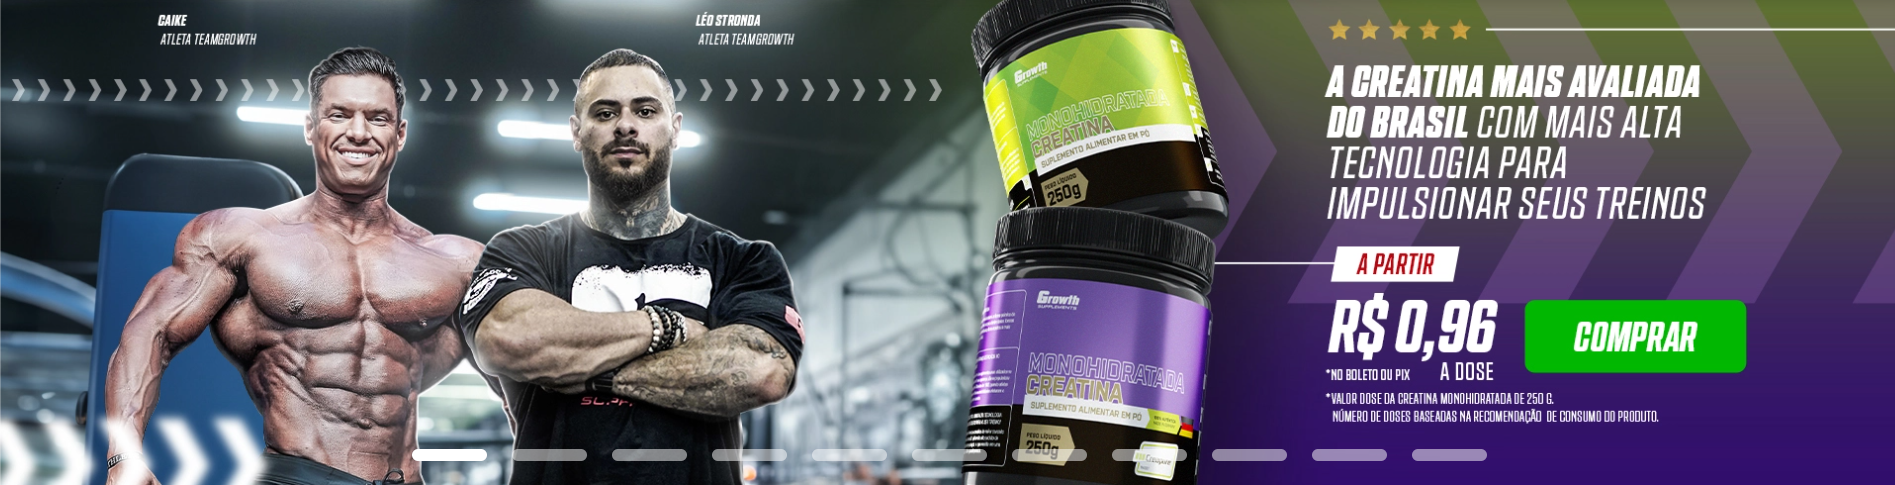 CAIKE
ATLETA TEAMGROWTH
LÉO STRONDA
ATLETA TEAMGROWTH
Growth
MONOHIDRATADA
CREATINA
SUPLEMENTO ALIMENTAR EM PÓ
PESO LÍQUIDO
250g
Growth
SUPPLEMENTS
MONOHIDRATADA
CREATINA
SUPLEMENTO ALIMENTAR EM PÓ
PESO LÍQUIDO
250g
Creapure
A CREATINA MAIS AVALIADA
DO BRASIL COM MAIS ALTA
TECNOLOGIA PARA
IMPULSIONAR SEUS TREINOS
A PARTIR
R$ 0,96
*NO BOLETO OU PIX A DOSE
COMPRAR
*VALOR DOSE DA CREATINA MONOHIDRATADA DE 250 G.
NÚMERO DE DOSES BASEADAS NA RECOMENDAÇÃO DE CONSUMO DO PRODUTO.